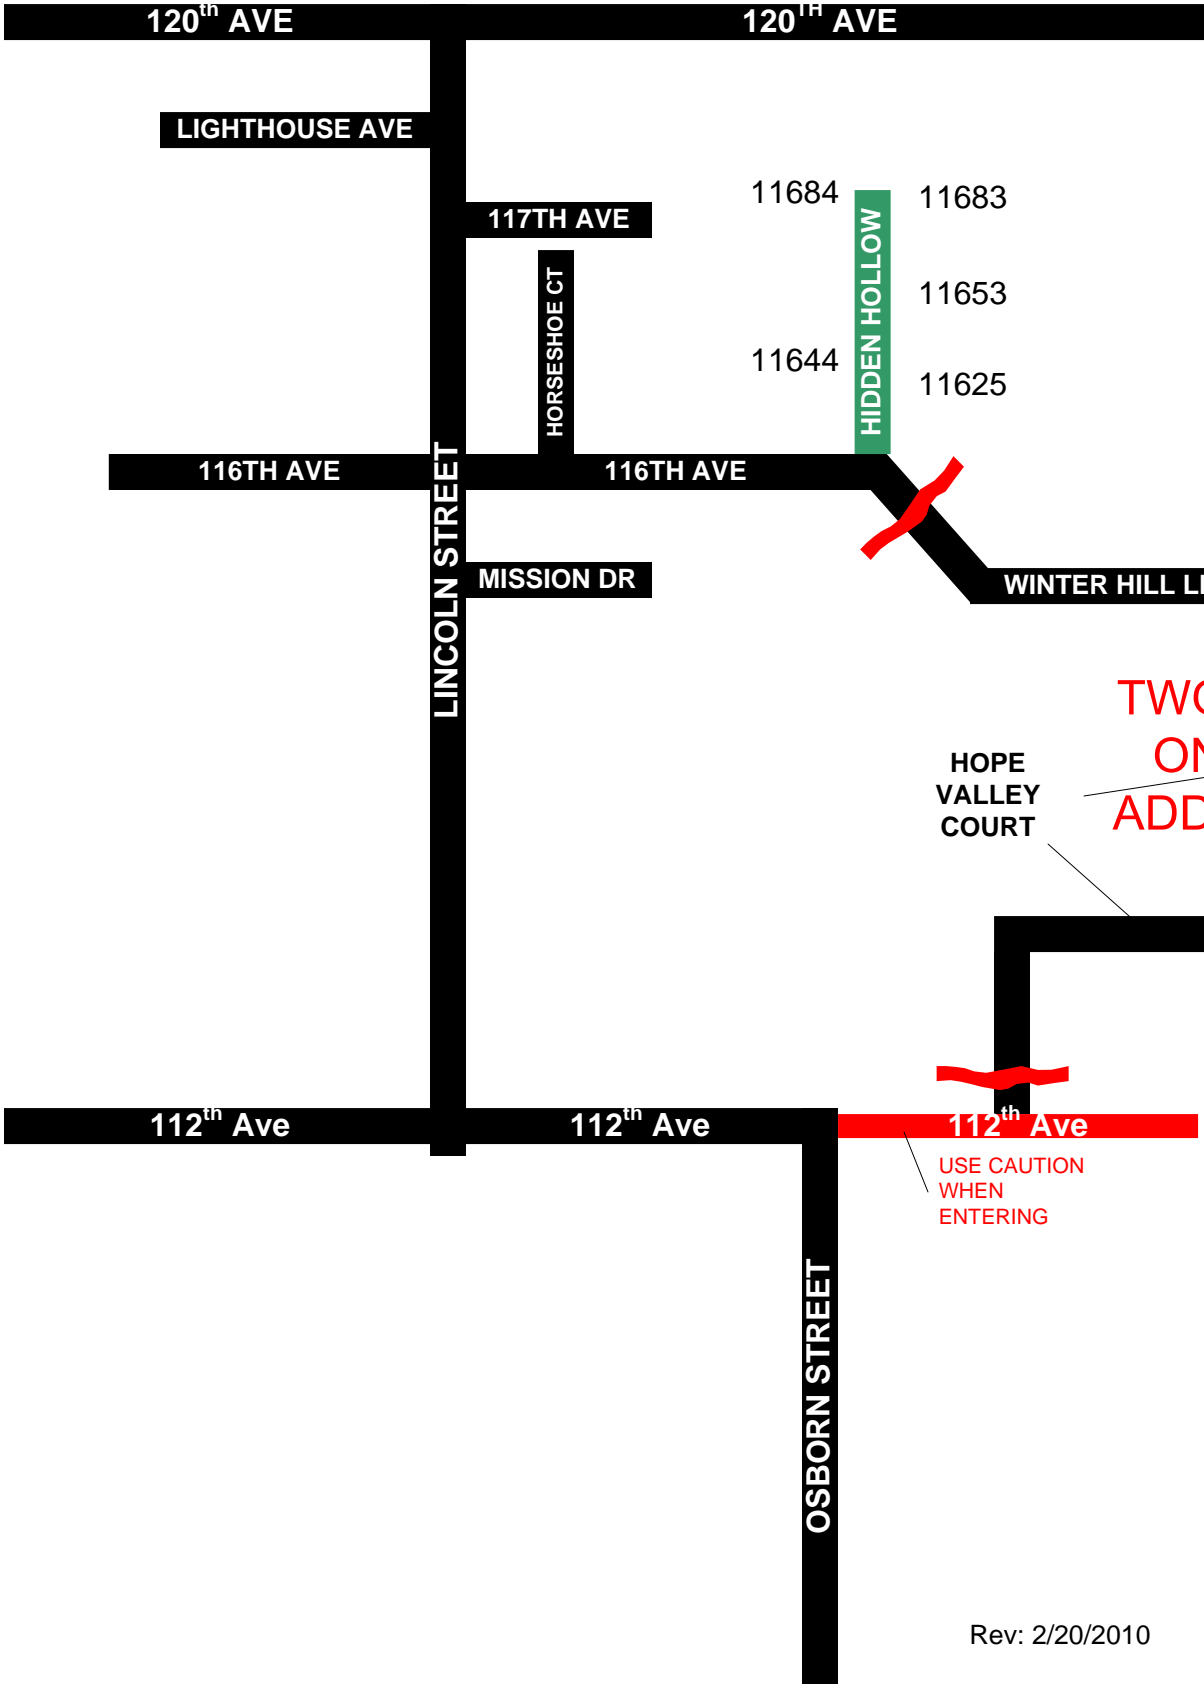 120th AVE
120TH AVE
LIGHTHOUSE AVE
117TH AVE
HORSESHOE CT
11684
11683
HIDDEN HOLLOW
11653
11644
11625
116TH AVE
116TH AVE
LINCOLN STREET
MISSION DR
WINTER HILL
HOPE
VALLEY
COURT
112th Ave
112th Ave
112th Ave
USE CAUTION
WHEN
ENTERING
OSBORN STREET
Rev: 2/20/2010